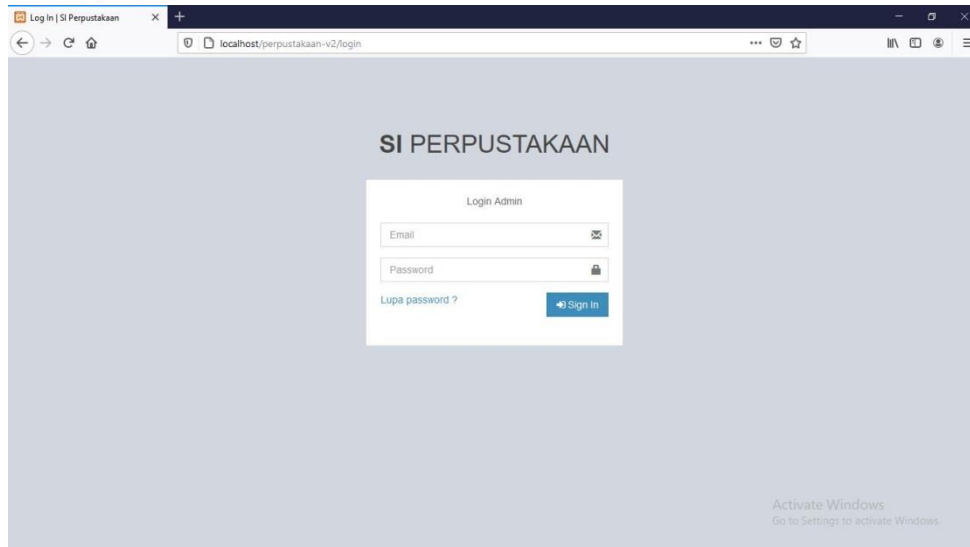 Log In | SI Perpustakaan
localhost/perpustakaan-v2/login
SI PERPUSTAKAAN
Login Admin
Email
Password
Lupa password ?
Sign In
Activate Windows
Go to Settings to activate Windows.